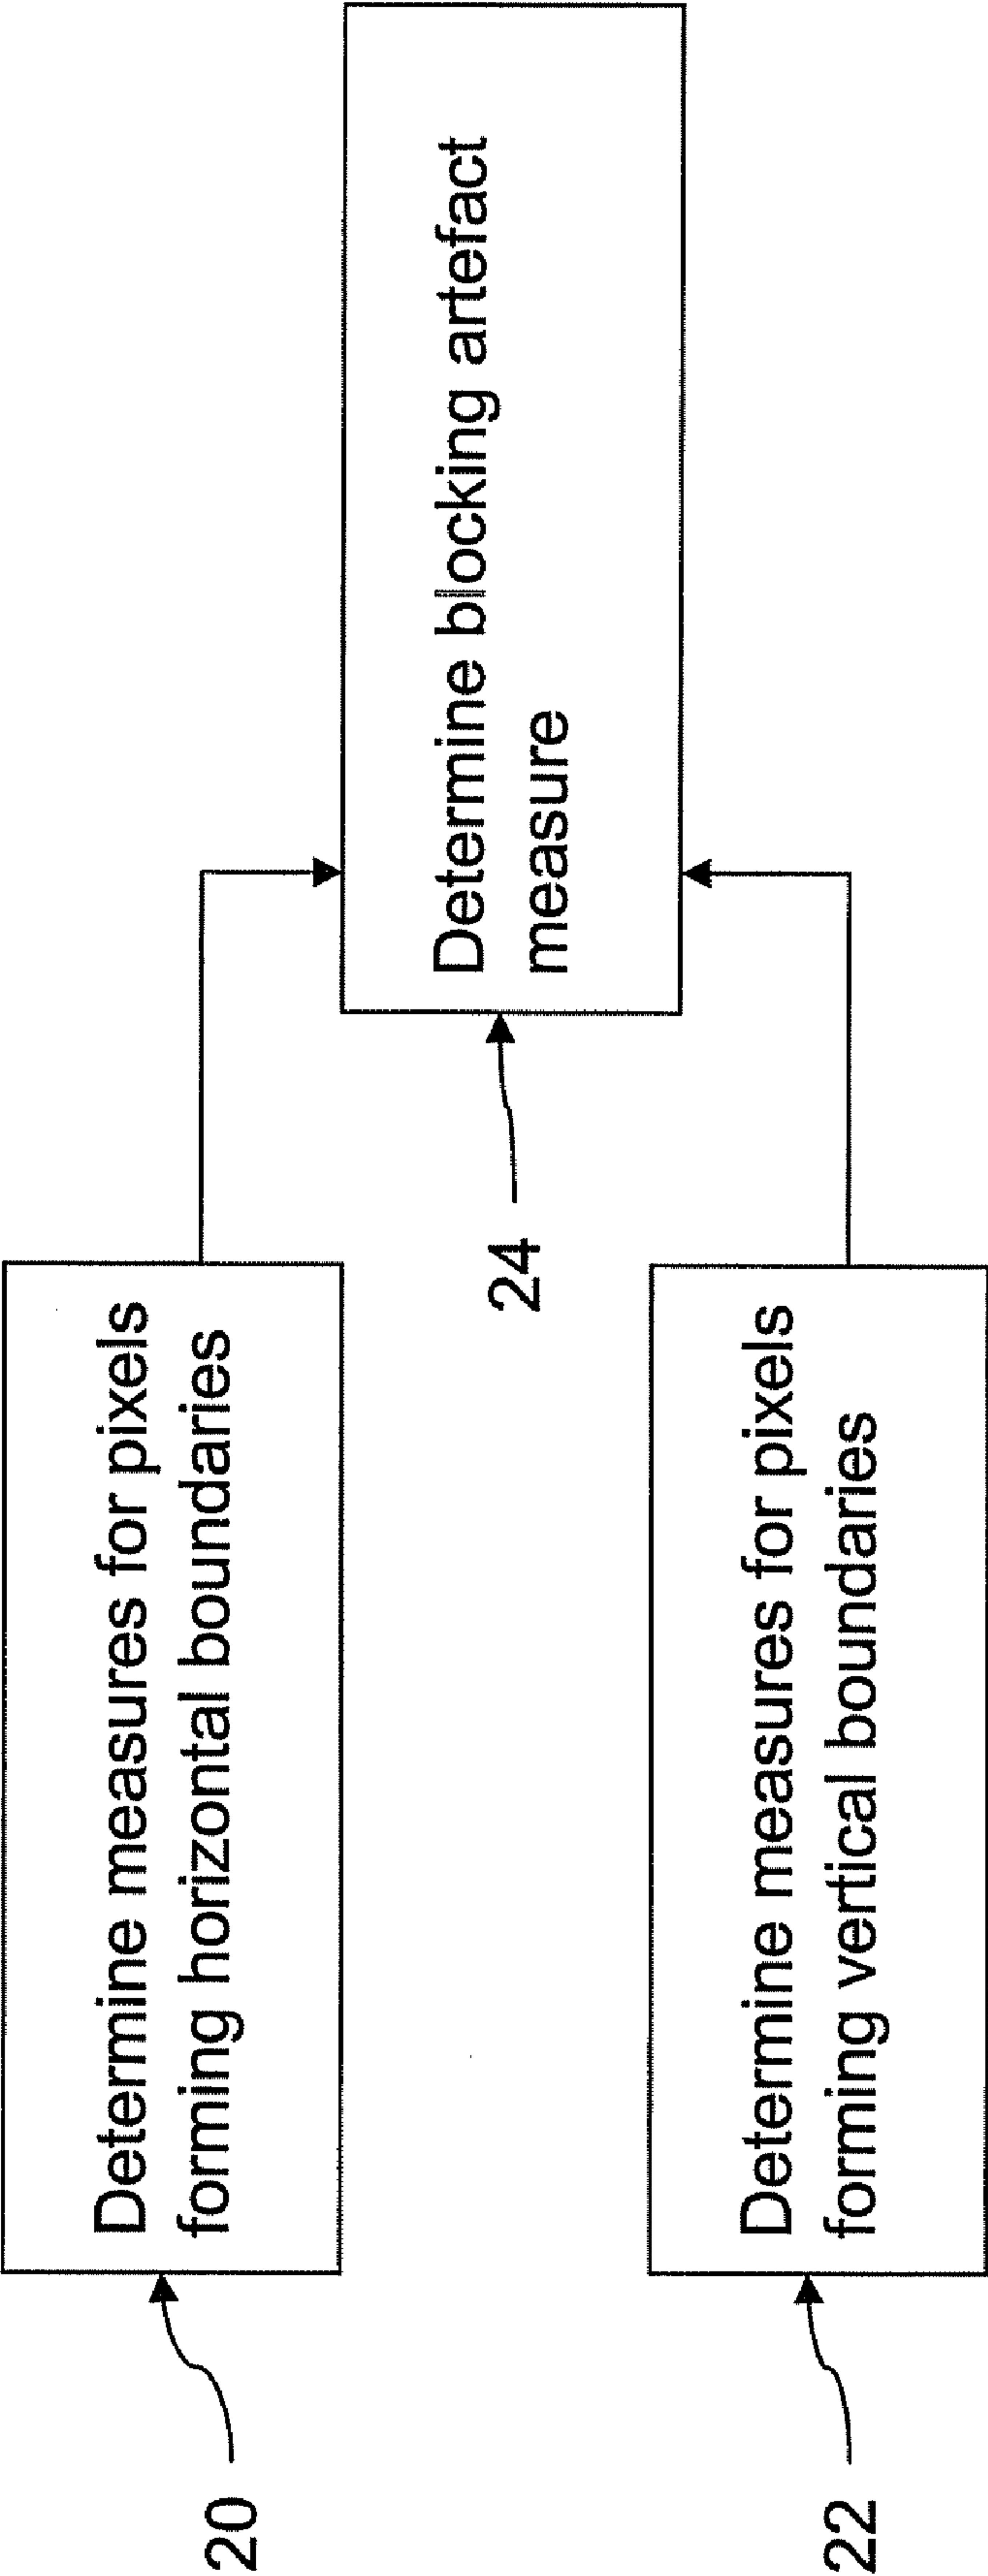 Determine measures for pixels
forming horizontal boundaries
20
Determine blocking artefact
measure
24
Determine measures for pixels
forming vertical boundaries
22